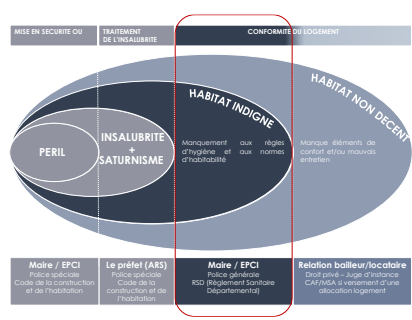 MISE EN SECURITE OU
TRAITEMENT
DE L'INSALUBRITE
CONFORMITE DU LOGEMENT
PERIL
INSALUBRITE
+
SATURNISME
HABITAT INDIGNE
Manquement aux règles
d'hygiène et aux normes
d'habitabilité
HABITAT NON DECENT
Manque éléments de
confort et/ou mauvais
entretien
Maire / EPCI
Police spéciale
Code de la construction
et de l'habitation
Le préfet (ARS)
Police spéciale
Code de la
construction et de
l'habitation
Maire / EPCI
Police générale
RSD (Règlement Sanitaire
Départemental)
Relation bailleur/locataire
Droit privé – Juge d'instance
CAF/MSA si versement d'une
allocation logement